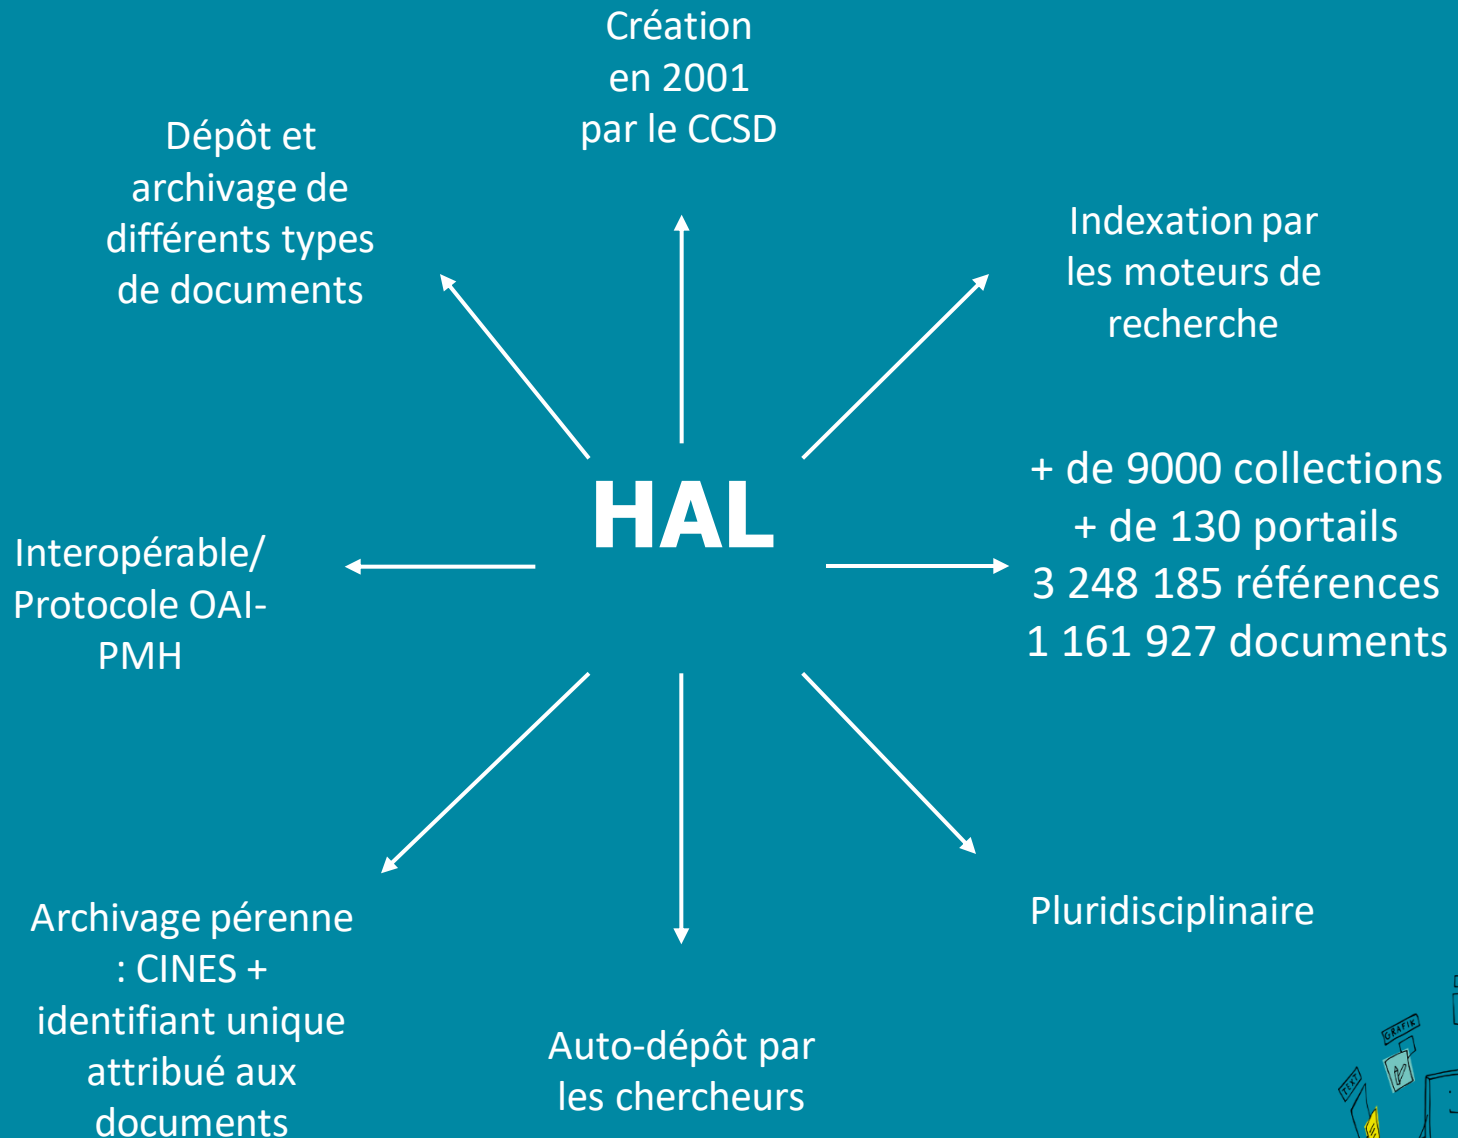 Création
en 2001
par le CCSD
Dépôt et
archivage de
différents types
de documents
Indexation par
les moteurs de
recherche
HAL
+ de 9000 collections
+ de 130 portails
3 248 185 références
1 161 927 documents
Interopérable/
Protocole OAI-
PMH
Archivage pérenne
: CINES +
identifiant unique
attribué aux
documents
Auto-dépôt par
les chercheurs
Pluridisciplinaire
GRAFIK
TEXT